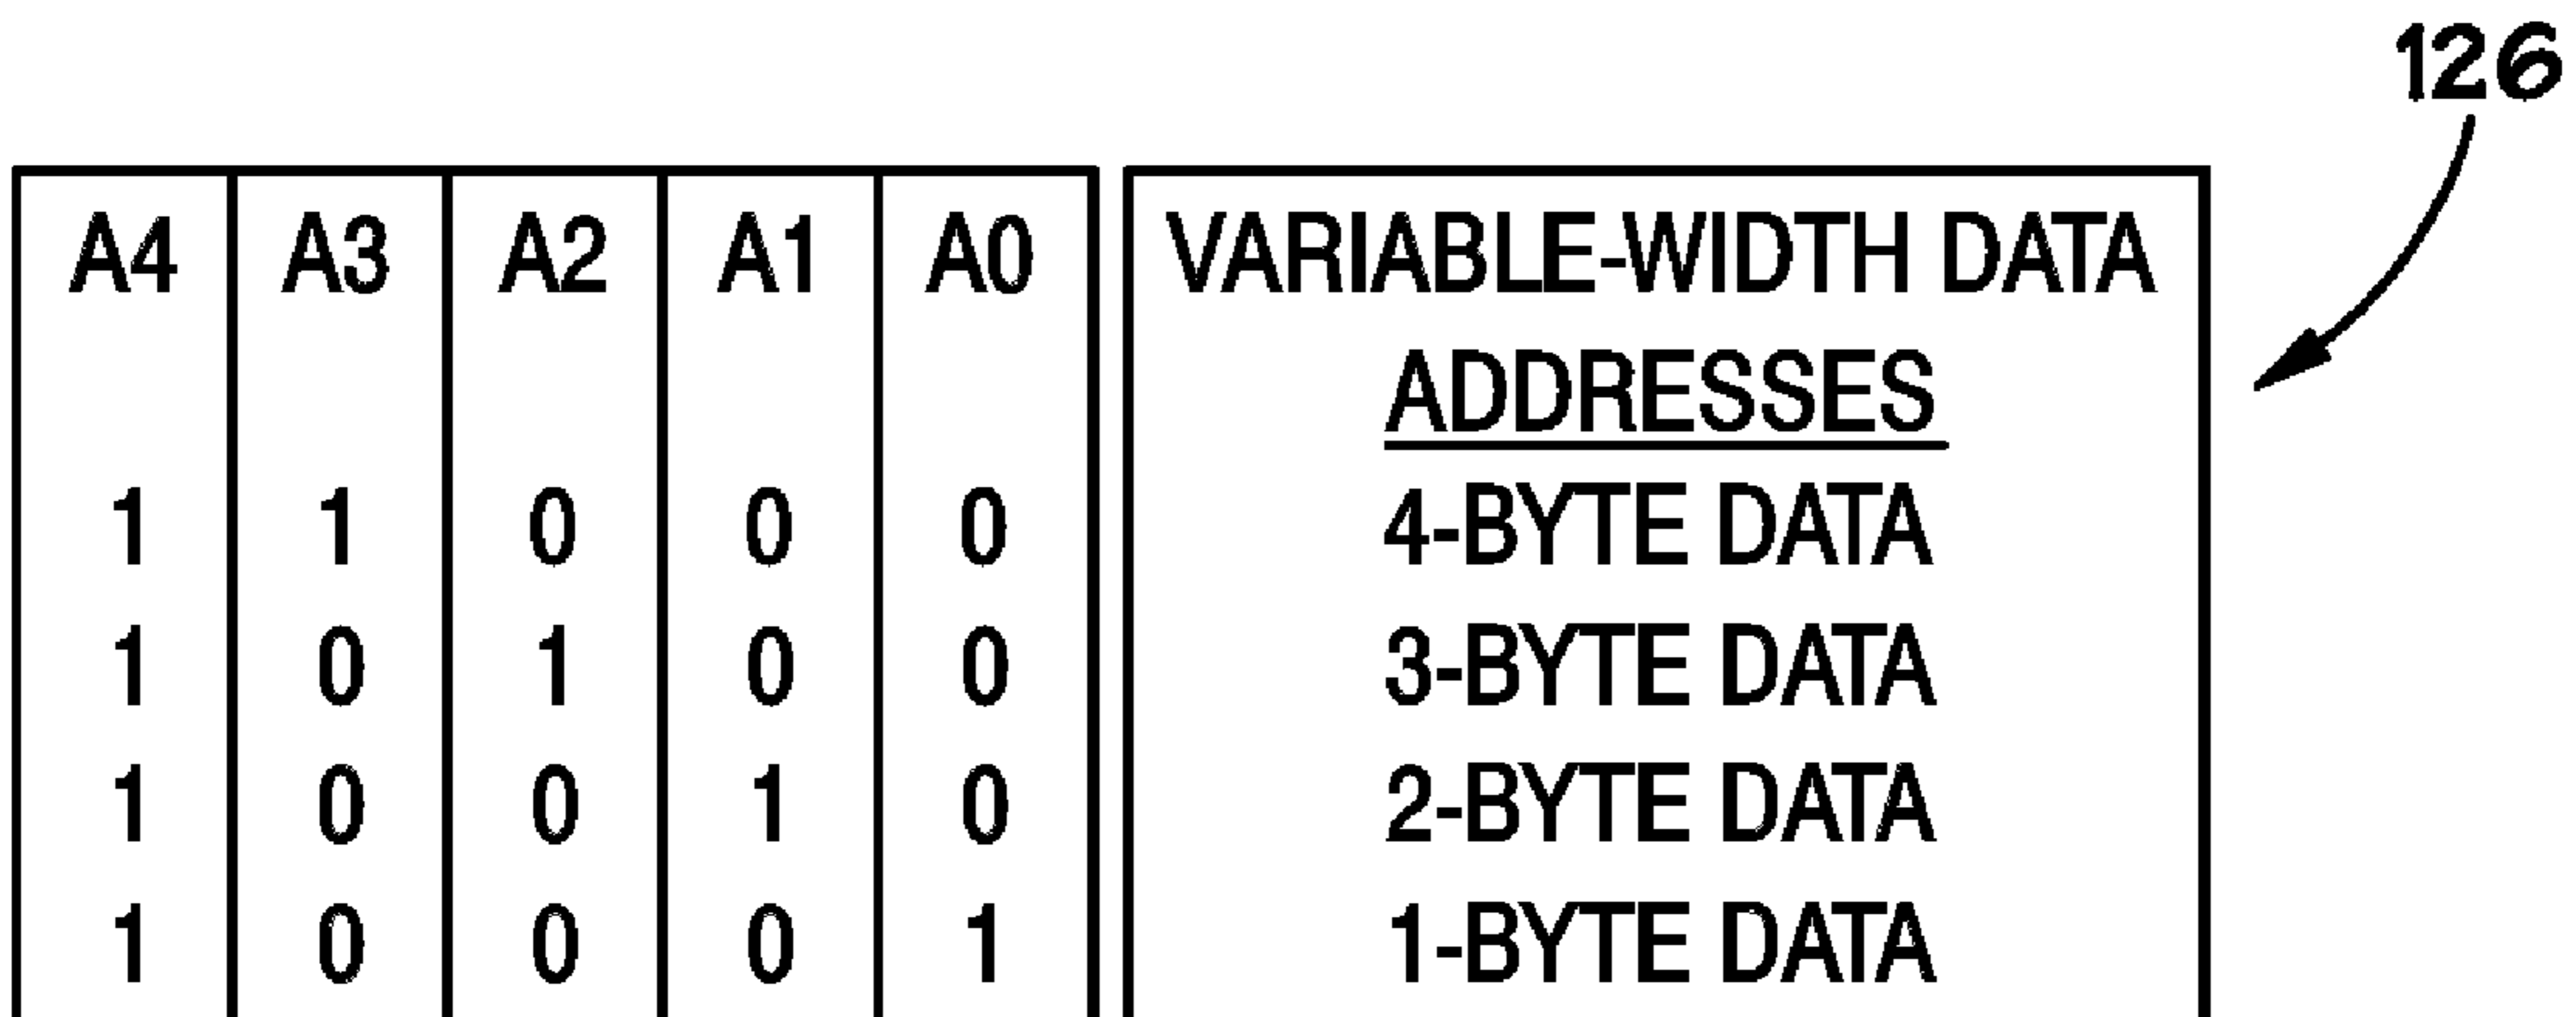 126
A4 A3 A2 A1 A0 VARIABLE-WIDTH DATA
ADDRESSES
1 1 0 0 0 4-BYTE DATA
1 0 1 0 0 3-BYTE DATA
1 0 0 1 0 2-BYTE DATA
1 0 0 0 1 1-BYTE DATA